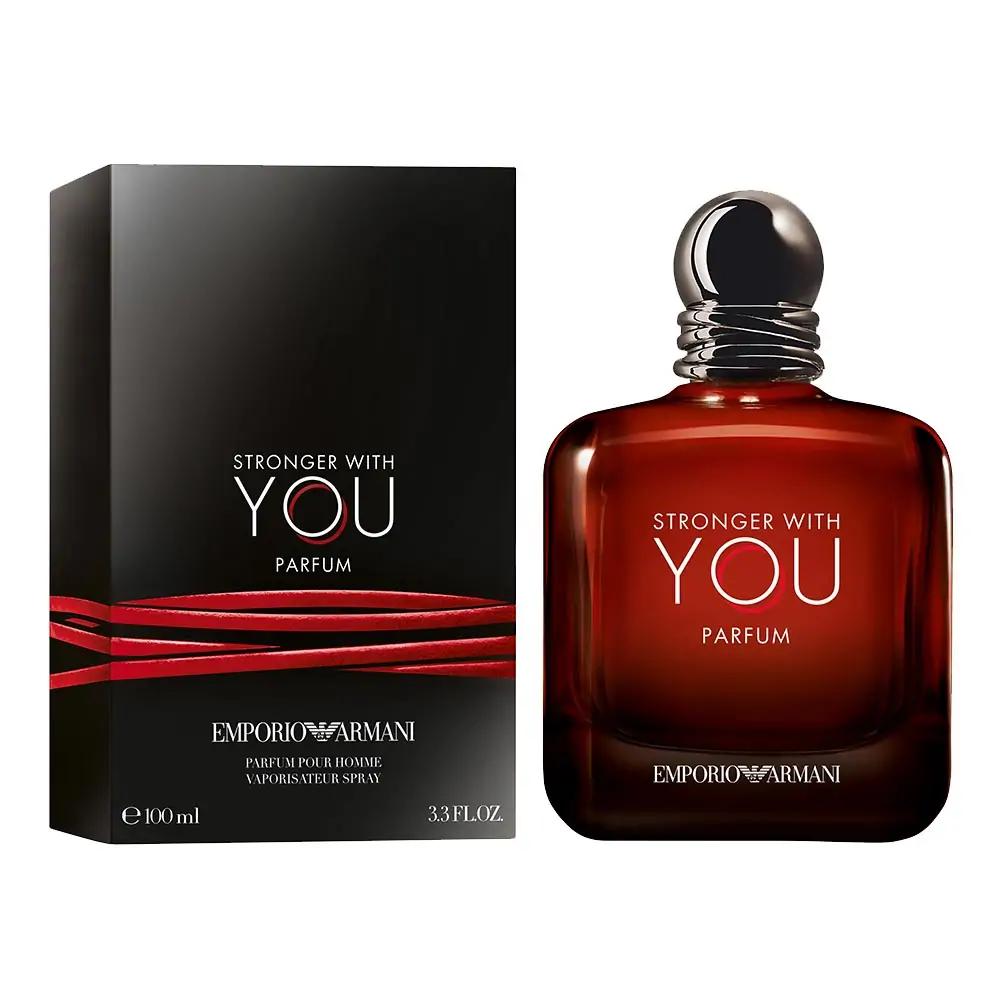 STRONGER WITH
YOU
PARFUM
EMPORIO ARMANI
PARFUM POUR HOMME
VAPORISATEUR SPRAY
℮ 100 ml
3.3 FL.OZ.
STRONGER WITH
YOU
PARFUM
EMPORIO ARMANI